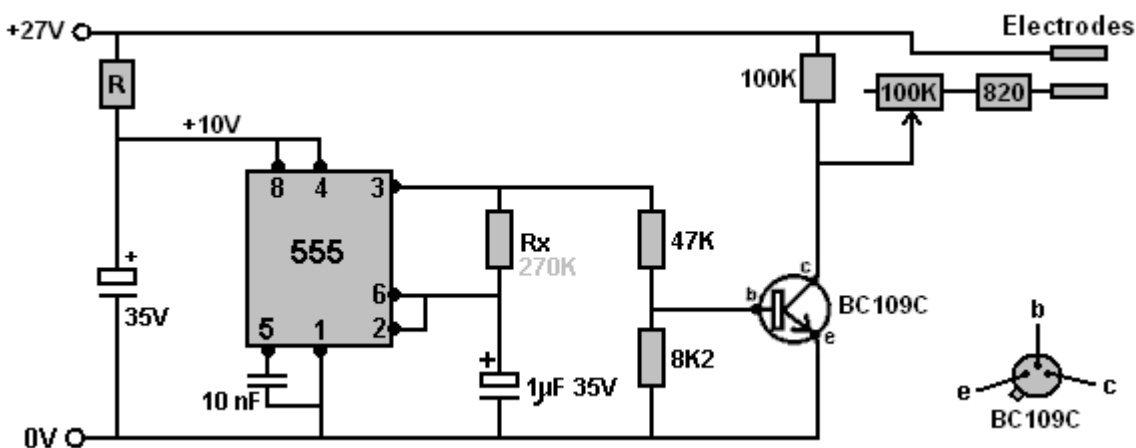 +27V
Electrodes
R
100K
100K
820
+10V
8 4 3
555
Rx
270K
47K
6
2
5 1
+
35V
10 nF
+
1µF 35V
8K2
b
c
e
BC109C
b
e
c
BC109C
0V